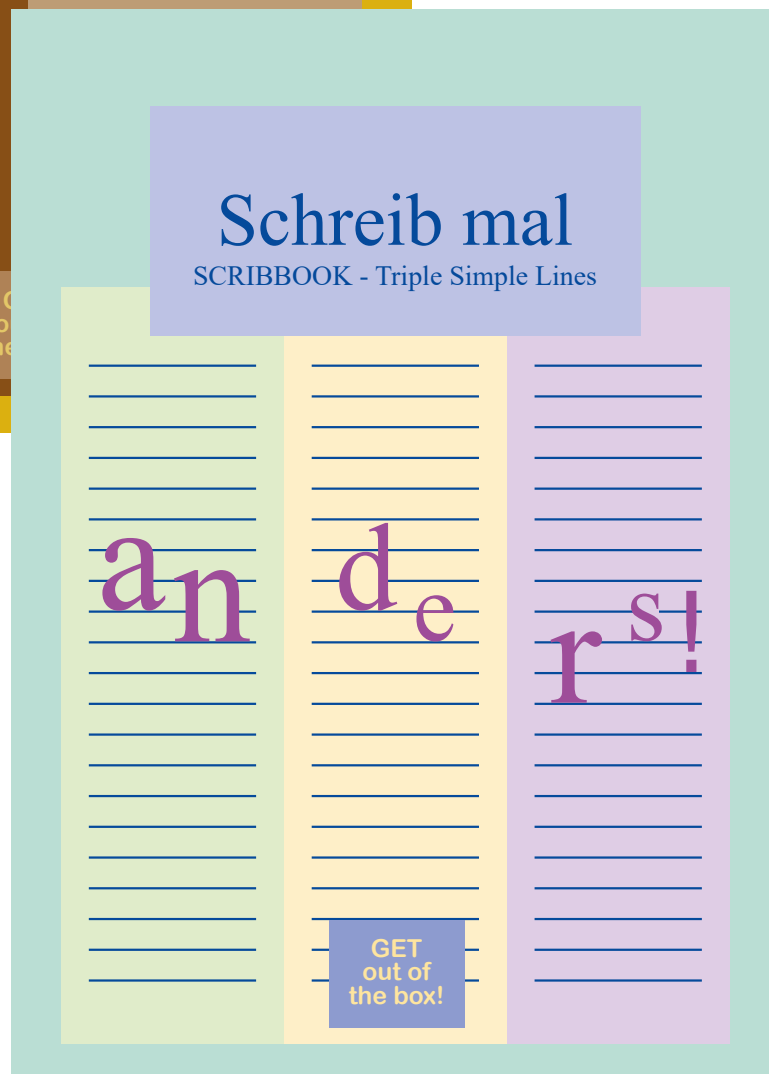 Schreib mal
SCRIBBOOK - Triple Simple Lines
anders!
GET
out of
the box!